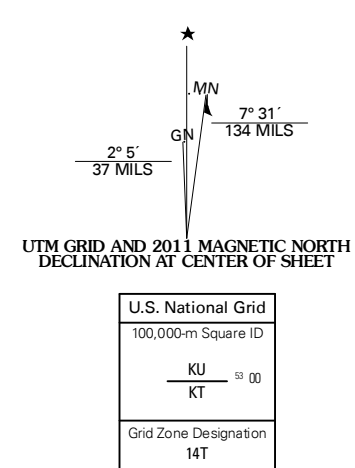 ★
MN
7° 31´
134 MILS
GN
2° 5´
37 MILS
UTM GRID AND 2011 MAGNETIC NORTH
DECLINATION AT CENTER OF SHEET
U.S. National Grid
100,000-m Square ID
KU
53 00
KT
Grid Zone Designation
14T